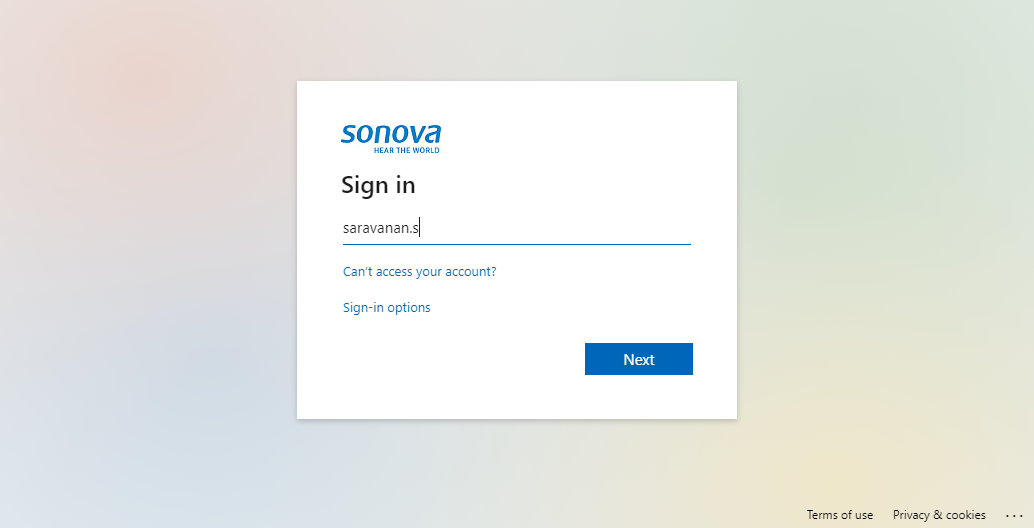 sonova
HEAR THE WORLD
Sign in
saravanan.s
Can't access your account?
Sign-in options
Next
Terms of use Privacy & cookies ...